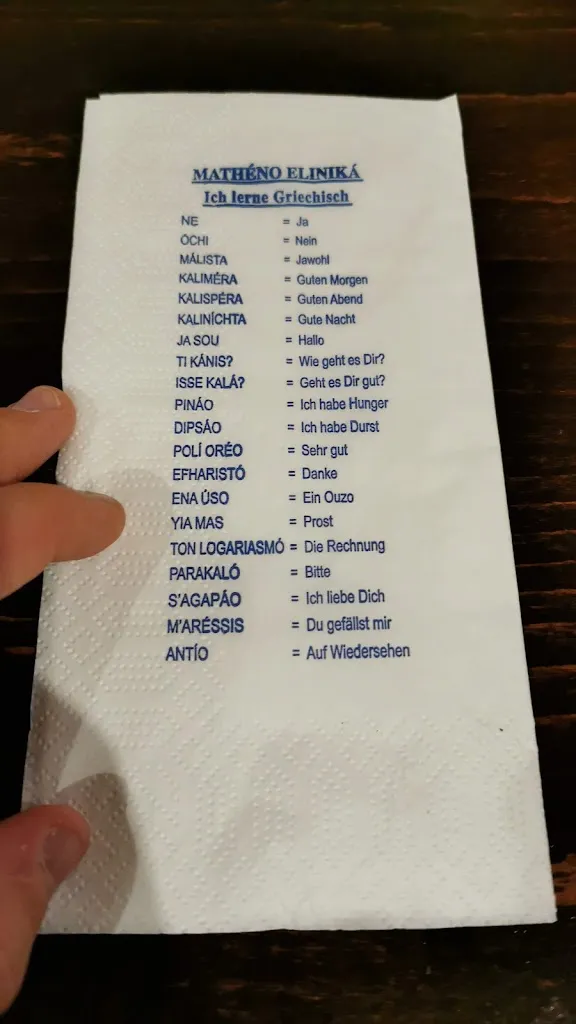 MATHÉNO ELINIKÁ
Ich lerne Griechisch
NE = Ja
ÓCHI = Nein
MÁLISTA = Jawohl
KALIMÉRA = Guten Morgen
KALISPÉRA = Guten Abend
KALINÍCHTA = Gute Nacht
JA SOU = Hallo
TI KÁNIS? = Wie geht es Dir?
ISSE KALÁ? = Geht es Dir gut?
PINÁO = Ich habe Hunger
DIPSÁO = Ich habe Durst
POLÍ ORÉO = Sehr gut
EFHARISTÓ = Danke
ENA ÚSO = Ein Ouzo
YIA MAS = Prost
TON LOGARIASMÓ = Die Rechnung
PARAKALÓ = Bitte
S'AGAPÁO = Ich liebe Dich
M'ARÉSSIS = Du gefällst mir
ANTÍO = Auf Wiedersehen